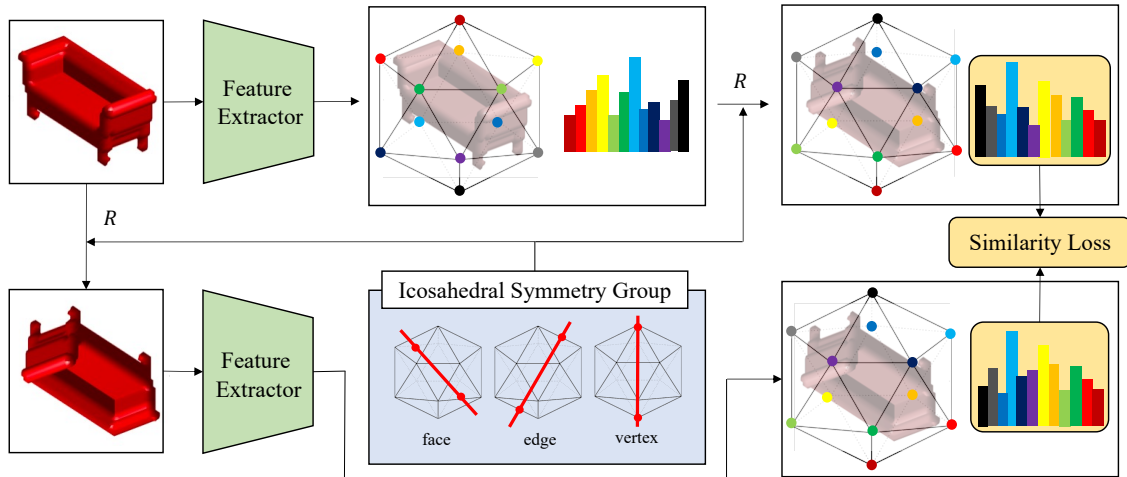 Feature
Extractor
R
R
Similarity Loss
Icosahedral Symmetry Group
Feature
Extractor
face
edge
vertex